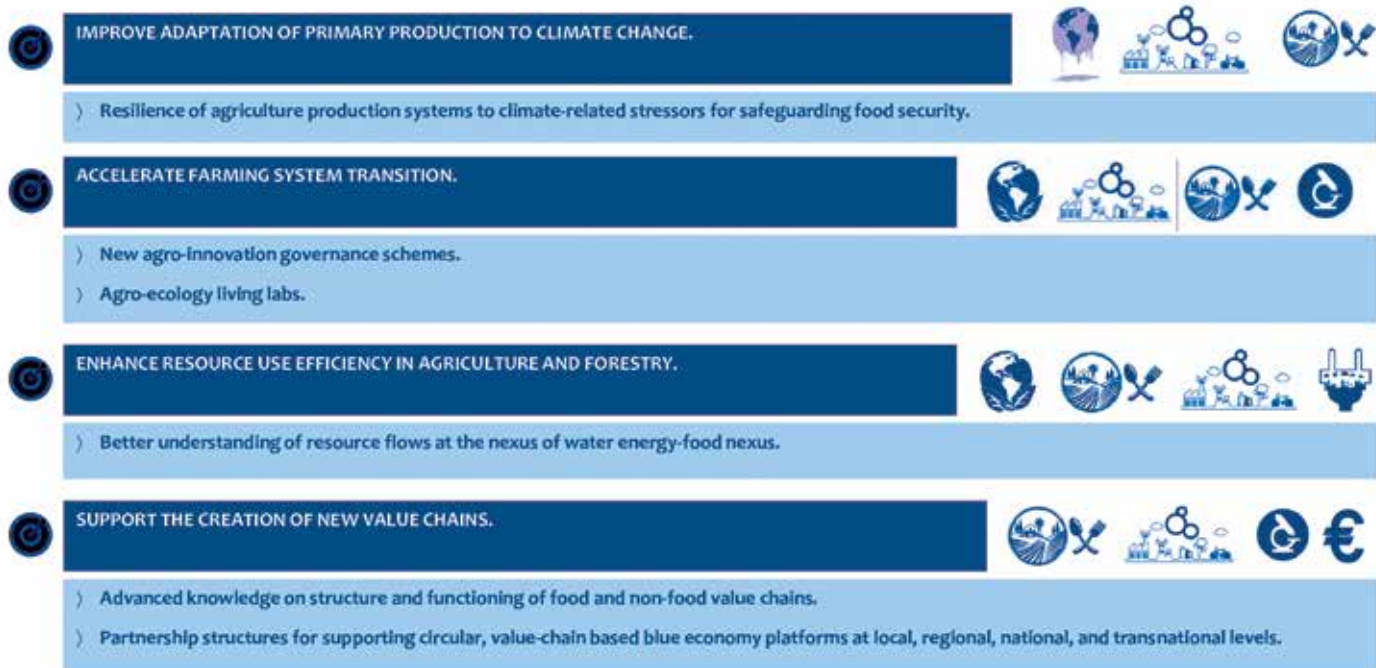 IMPROVE ADAPTATION OF PRIMARY PRODUCTION TO CLIMATE CHANGE.
〉 Resilience of agriculture production systems to climate-related stressors for safeguarding food security.
ACCELERATE FARMING SYSTEM TRANSITION.
〉 New agro-innovation governance schemes.
〉 Agro-ecology living labs.
ENHANCE RESOURCE USE EFFICIENCY IN AGRICULTURE AND FORESTRY.
〉 Better understanding of resource flows at the nexus of water energy-food nexus.
SUPPORT THE CREATION OF NEW VALUE CHAINS.
€
〉 Advanced knowledge on structure and functioning of food and non-food value chains.
〉 Partnership structures for supporting circular, value-chain based blue economy platforms at local, regional, national, and transnational levels.